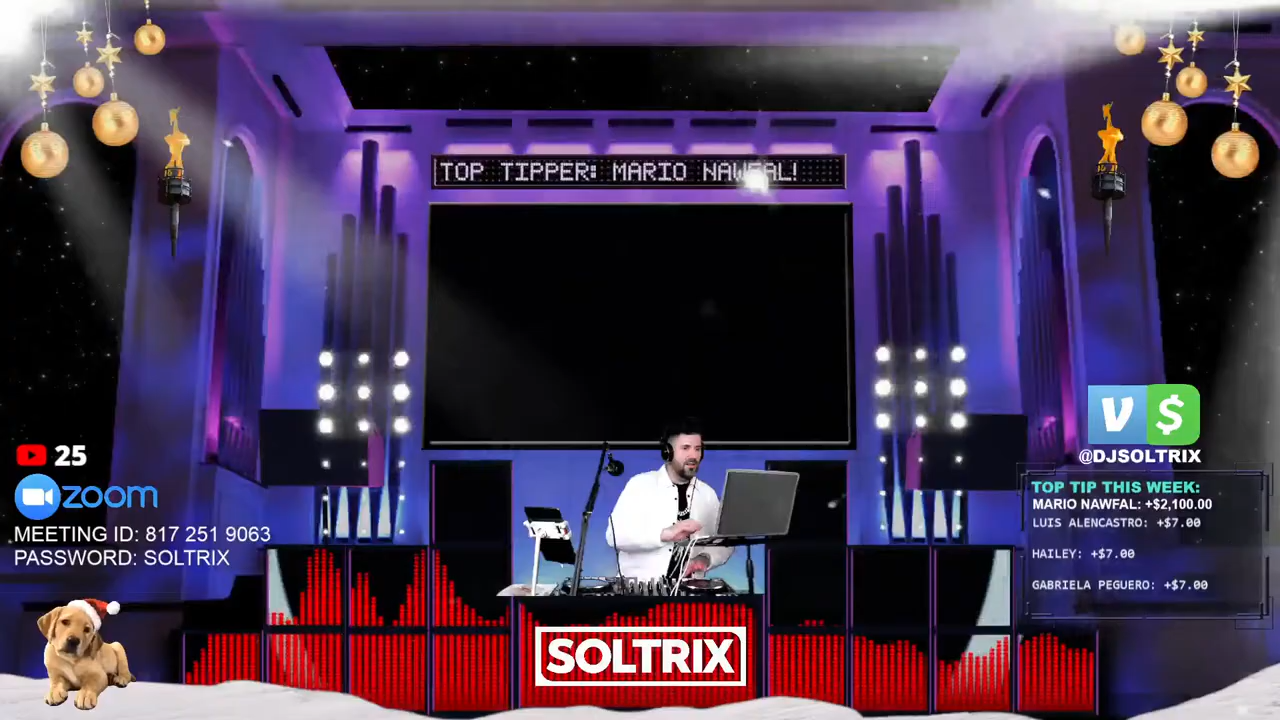 TOP TIPPER: MARIO NAWFAL!
25
zoom
MEETING ID: 817 251 9063
PASSWORD: SOLTRIX
V $
@DJSOLTRIX
TOP TIP THIS WEEK:
MARIO NAWFAL: +$2,100.00
LUIS ALENCASTRO: +$7.00
HAILEY: +$7.00
GABRIELA PEGUERO: +$7.00
SOLTRIX